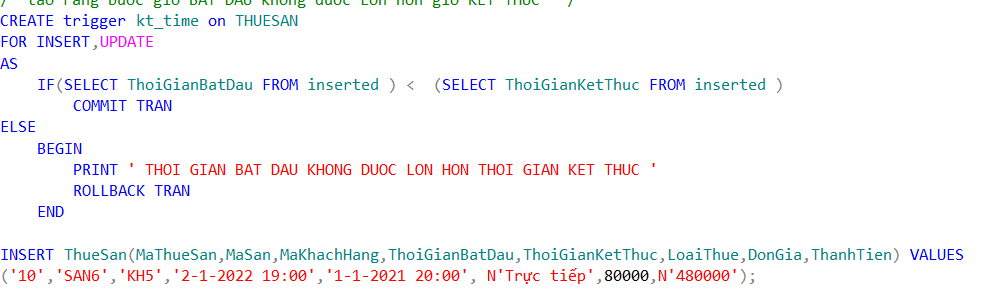 /* tao rang buoc gio BAT DAU khong duoc LON HON gio KET THUC */
CREATE trigger kt_time on THUESAN
FOR INSERT,UPDATE
AS
IF(SELECT ThoiGianBatDau FROM inserted ) < (SELECT ThoiGianKetThuc FROM inserted )
COMMIT TRAN
ELSE
BEGIN
PRINT ' THOI GIAN BAT DAU KHONG DUOC LON HON THOI GIAN KET THUC '
ROLLBACK TRAN
END
INSERT ThueSan(MaThueSan,MaSan,MaKhachHang,ThoiGianBatDau,ThoiGianKetThuc,LoaiThue,DonGia,ThanhTien) VALUES
('10','SAN6','KH5','2-1-2022 19:00','1-1-2021 20:00', N'Trực tiếp',80000,N'480000');